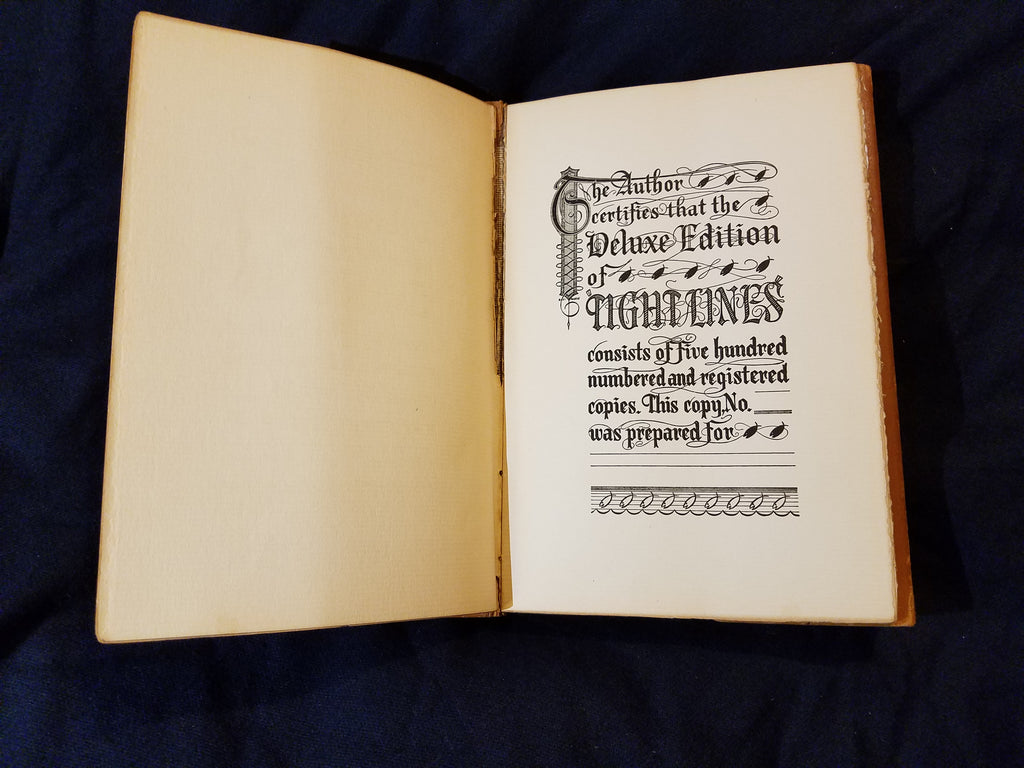 The Author
certifies that the
Deluxe Edition
of
"TIGHT LINES"
consists of five hundred
numbered and registered
copies. This copy, No.
was prepared for